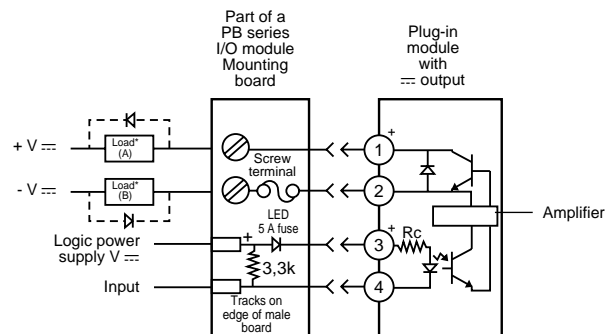 Part of a
PB series
I/O module
Mounting
board
Plug-in
module
with
⎓ output
+ V ⎓
Load*
(A)
1
+
Screw
terminal
- V ⎓
Load*
(B)
2
LED
5 A fuse
Amplifier
Logic power
supply V ⎓
+
3
+
Rc
3,3k
Input
4
Tracks on
edge of male
board